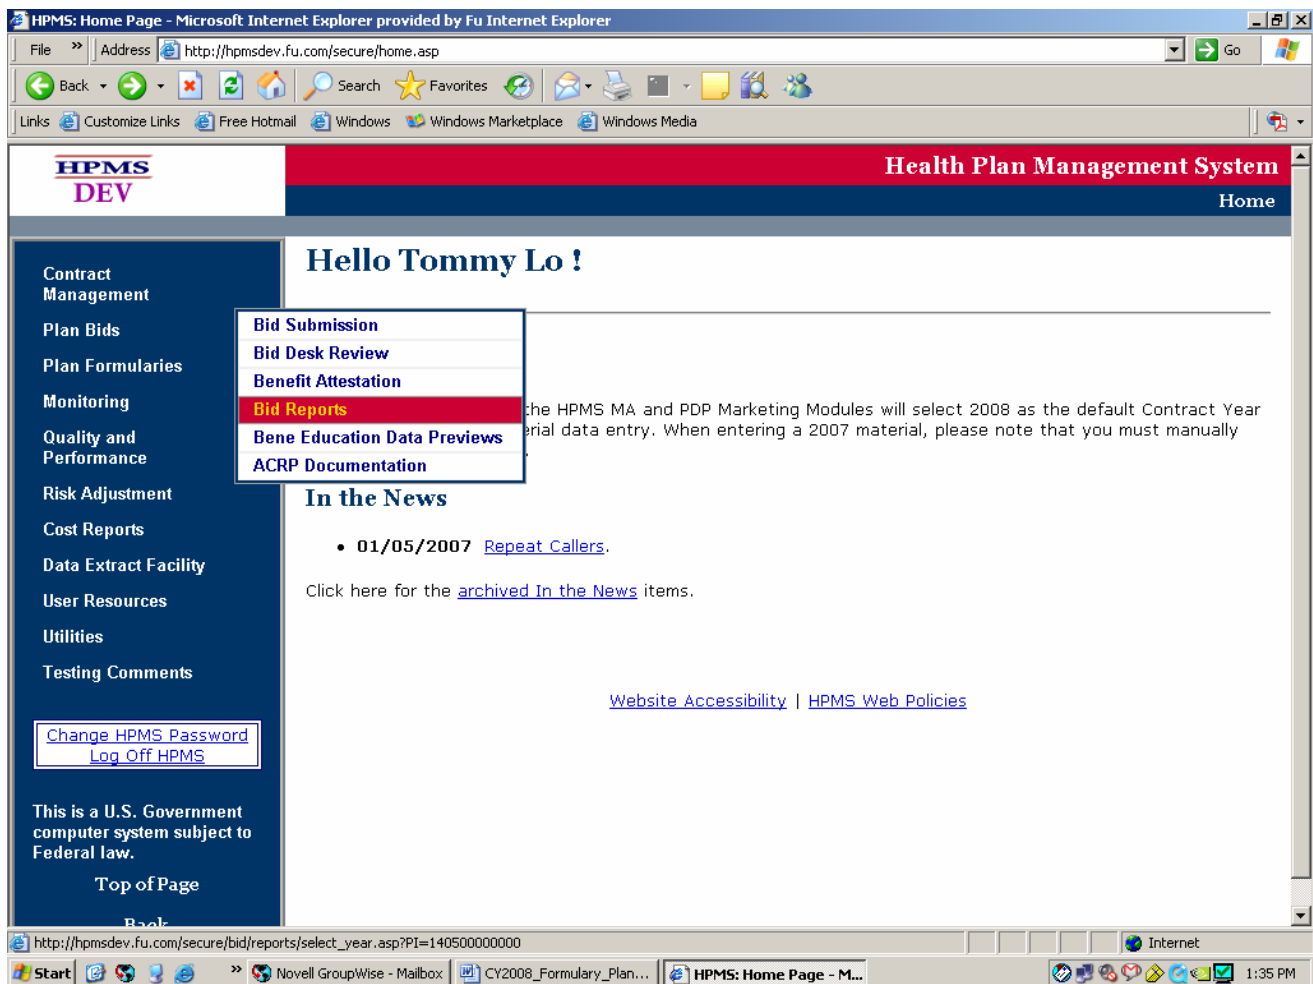 HPMS: Home Page - Microsoft Internet Explorer provided by Fu Internet Explorer
File » Address http://hpmsdev.fu.com/secure/home.asp Go
Back Search Favorites
Links Customize Links Free Hotmail Windows Windows Marketplace Windows Media
HPMS
DEV
Health Plan Management System
Home
Hello Tommy Lo !
Contract
Management
Plan Bids
Plan Formularies
Monitoring
Quality and
Performance
Risk Adjustment
Cost Reports
Data Extract Facility
User Resources
Utilities
Testing Comments
Bid Submission
Bid Desk Review
Benefit Attestation
Bid Reports
Bene Education Data Previews
ACRP Documentation
the HPMS MA and PDP Marketing Modules will select 2008 as the default Contract Year
erial data entry. When entering a 2007 material, please note that you must manually
.
In the News
• 01/05/2007 Repeat Callers.
Click here for the archived In the News items.
Website Accessibility | HPMS Web Policies
Change HPMS Password
Log Off HPMS
This is a U.S. Government
computer system subject to
Federal law.
Top of Page
Back
http://hpmsdev.fu.com/secure/bid/reports/select_year.asp?PI=140500000000 Internet
Start » Novell GroupWise - Mailbox CY2008_Formulary_Plan... HPMS: Home Page - M... 1:35 PM